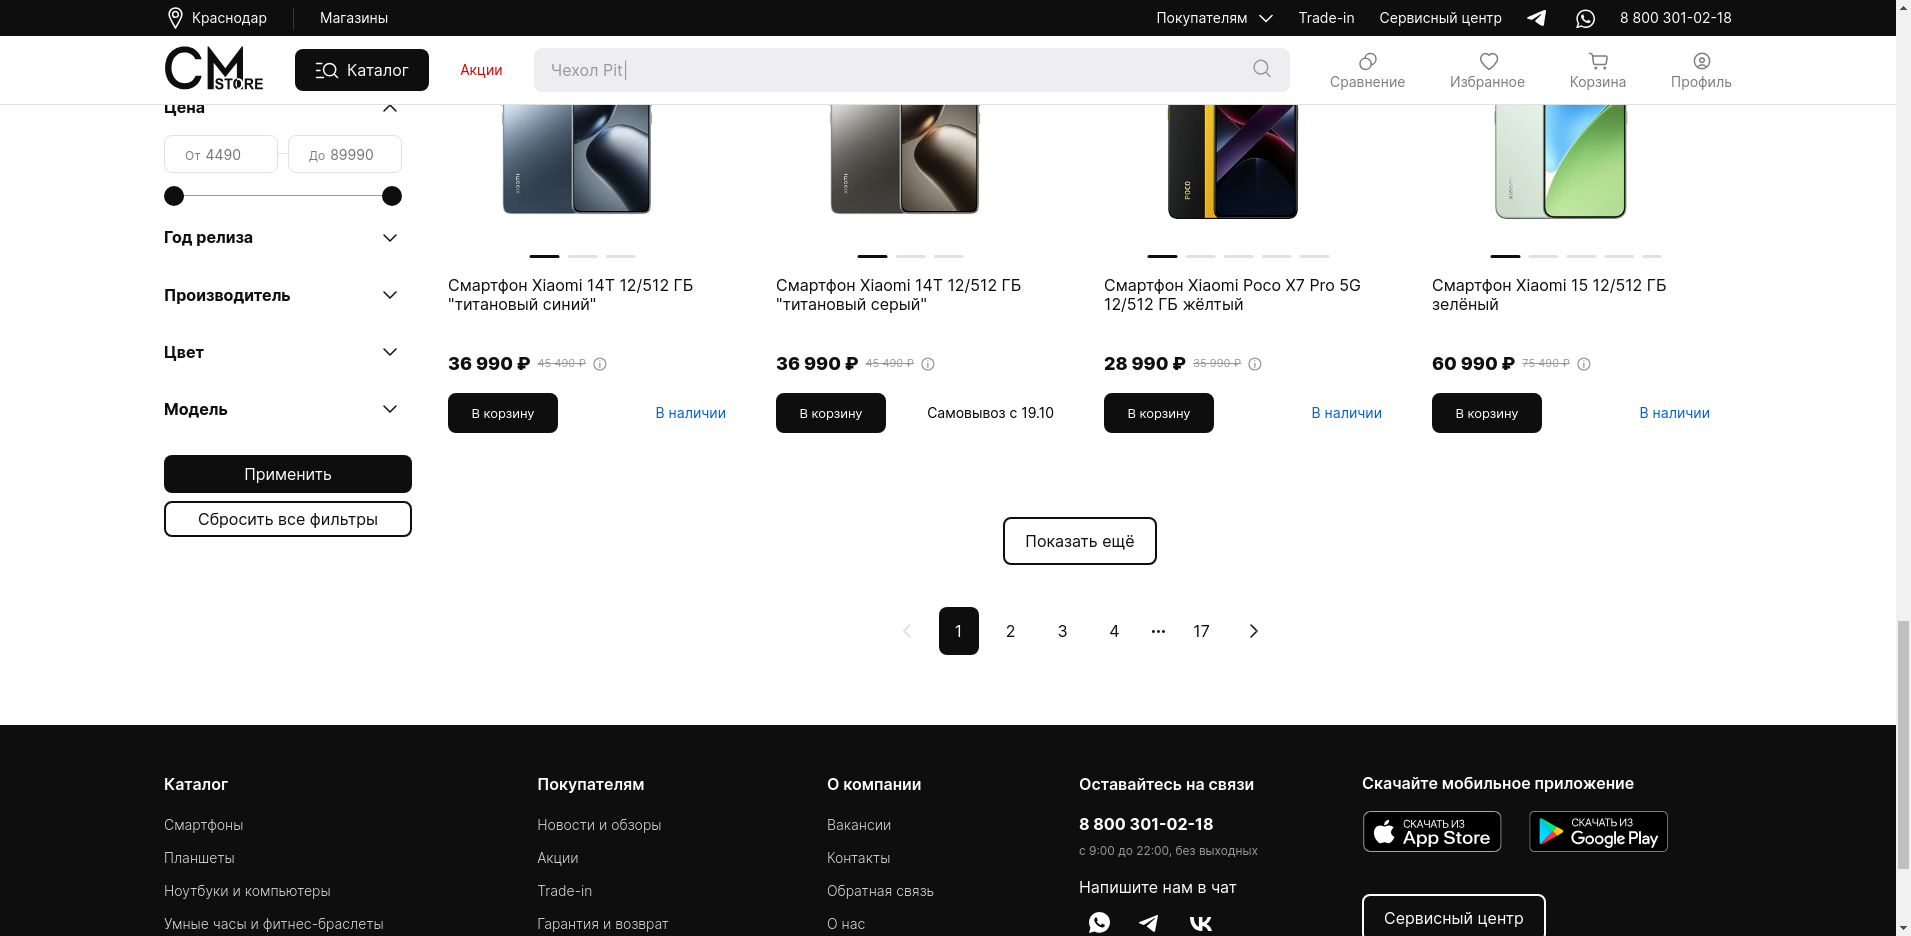 Краснодар
Магазины
Покупателям
Trade-in
Сервисный центр
8 800 301-02-18
CM STORE
Каталог
Акции
Чехол Pit|
Сравнение
Избранное
Корзина
Профиль
Цена
От 4490
До 89990
Год релиза
Производитель
Цвет
Модель
Применить
Сбросить все фильтры
xiaomi
Смартфон Xiaomi 14T 12/512 ГБ
"титановый синий"
36 990 ₽ 45 490 ₽
В корзину
В наличии
xiaomi
Смартфон Xiaomi 14T 12/512 ГБ
"титановый серый"
36 990 ₽ 45 490 ₽
В корзину
Самовывоз с 19.10
POCO
Смартфон Xiaomi Poco X7 Pro 5G
12/512 ГБ жёлтый
28 990 ₽ 35 990 ₽
В корзину
В наличии
xiaomi
Смартфон Xiaomi 15 12/512 ГБ
зелёный
60 990 ₽ 75 490 ₽
В корзину
В наличии
Показать ещё
1 2 3 4 ... 17
Каталог
Смартфоны
Планшеты
Ноутбуки и компьютеры
Умные часы и фитнес-браслеты
Покупателям
Новости и обзоры
Акции
Trade-in
Гарантия и возврат
О компании
Вакансии
Контакты
Обратная связь
О нас
Оставайтесь на связи
8 800 301-02-18
с 9:00 до 22:00, без выходных
Напишите нам в чат
Скачайте мобильное приложение
СКАЧАТЬ ИЗ
App Store
СКАЧАТЬ ИЗ
Google Play
Сервисный центр